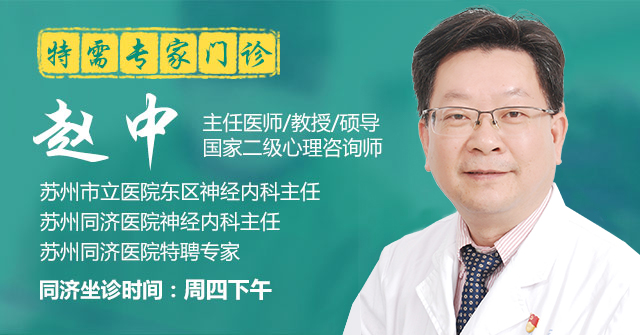 特需专家门诊
赵中
主任医师/教授/硕导
国家二级心理咨询师
苏州市立医院东区神经内科主任
苏州同济医院神经内科主任
苏州同济医院特聘专家
同济坐诊时间：周四下午